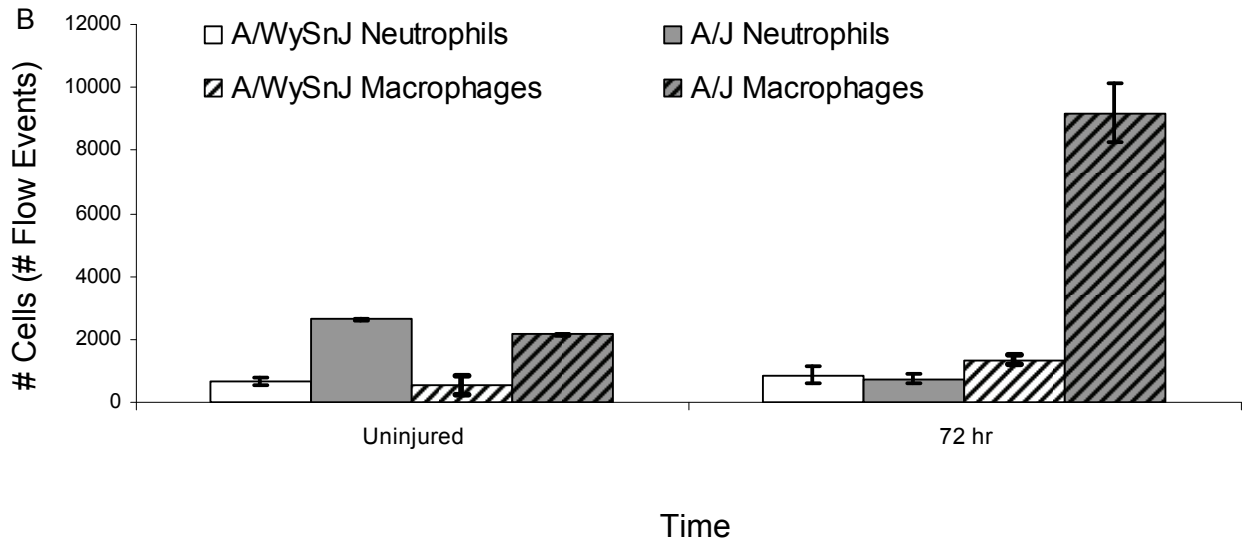 B
# Cells (# Flow Events)
12000
10000
8000
6000
4000
2000
0
A/WySnJ Neutrophils
A/J Neutrophils
A/WySnJ Macrophages
A/J Macrophages
Uninjured
72 hr
Time